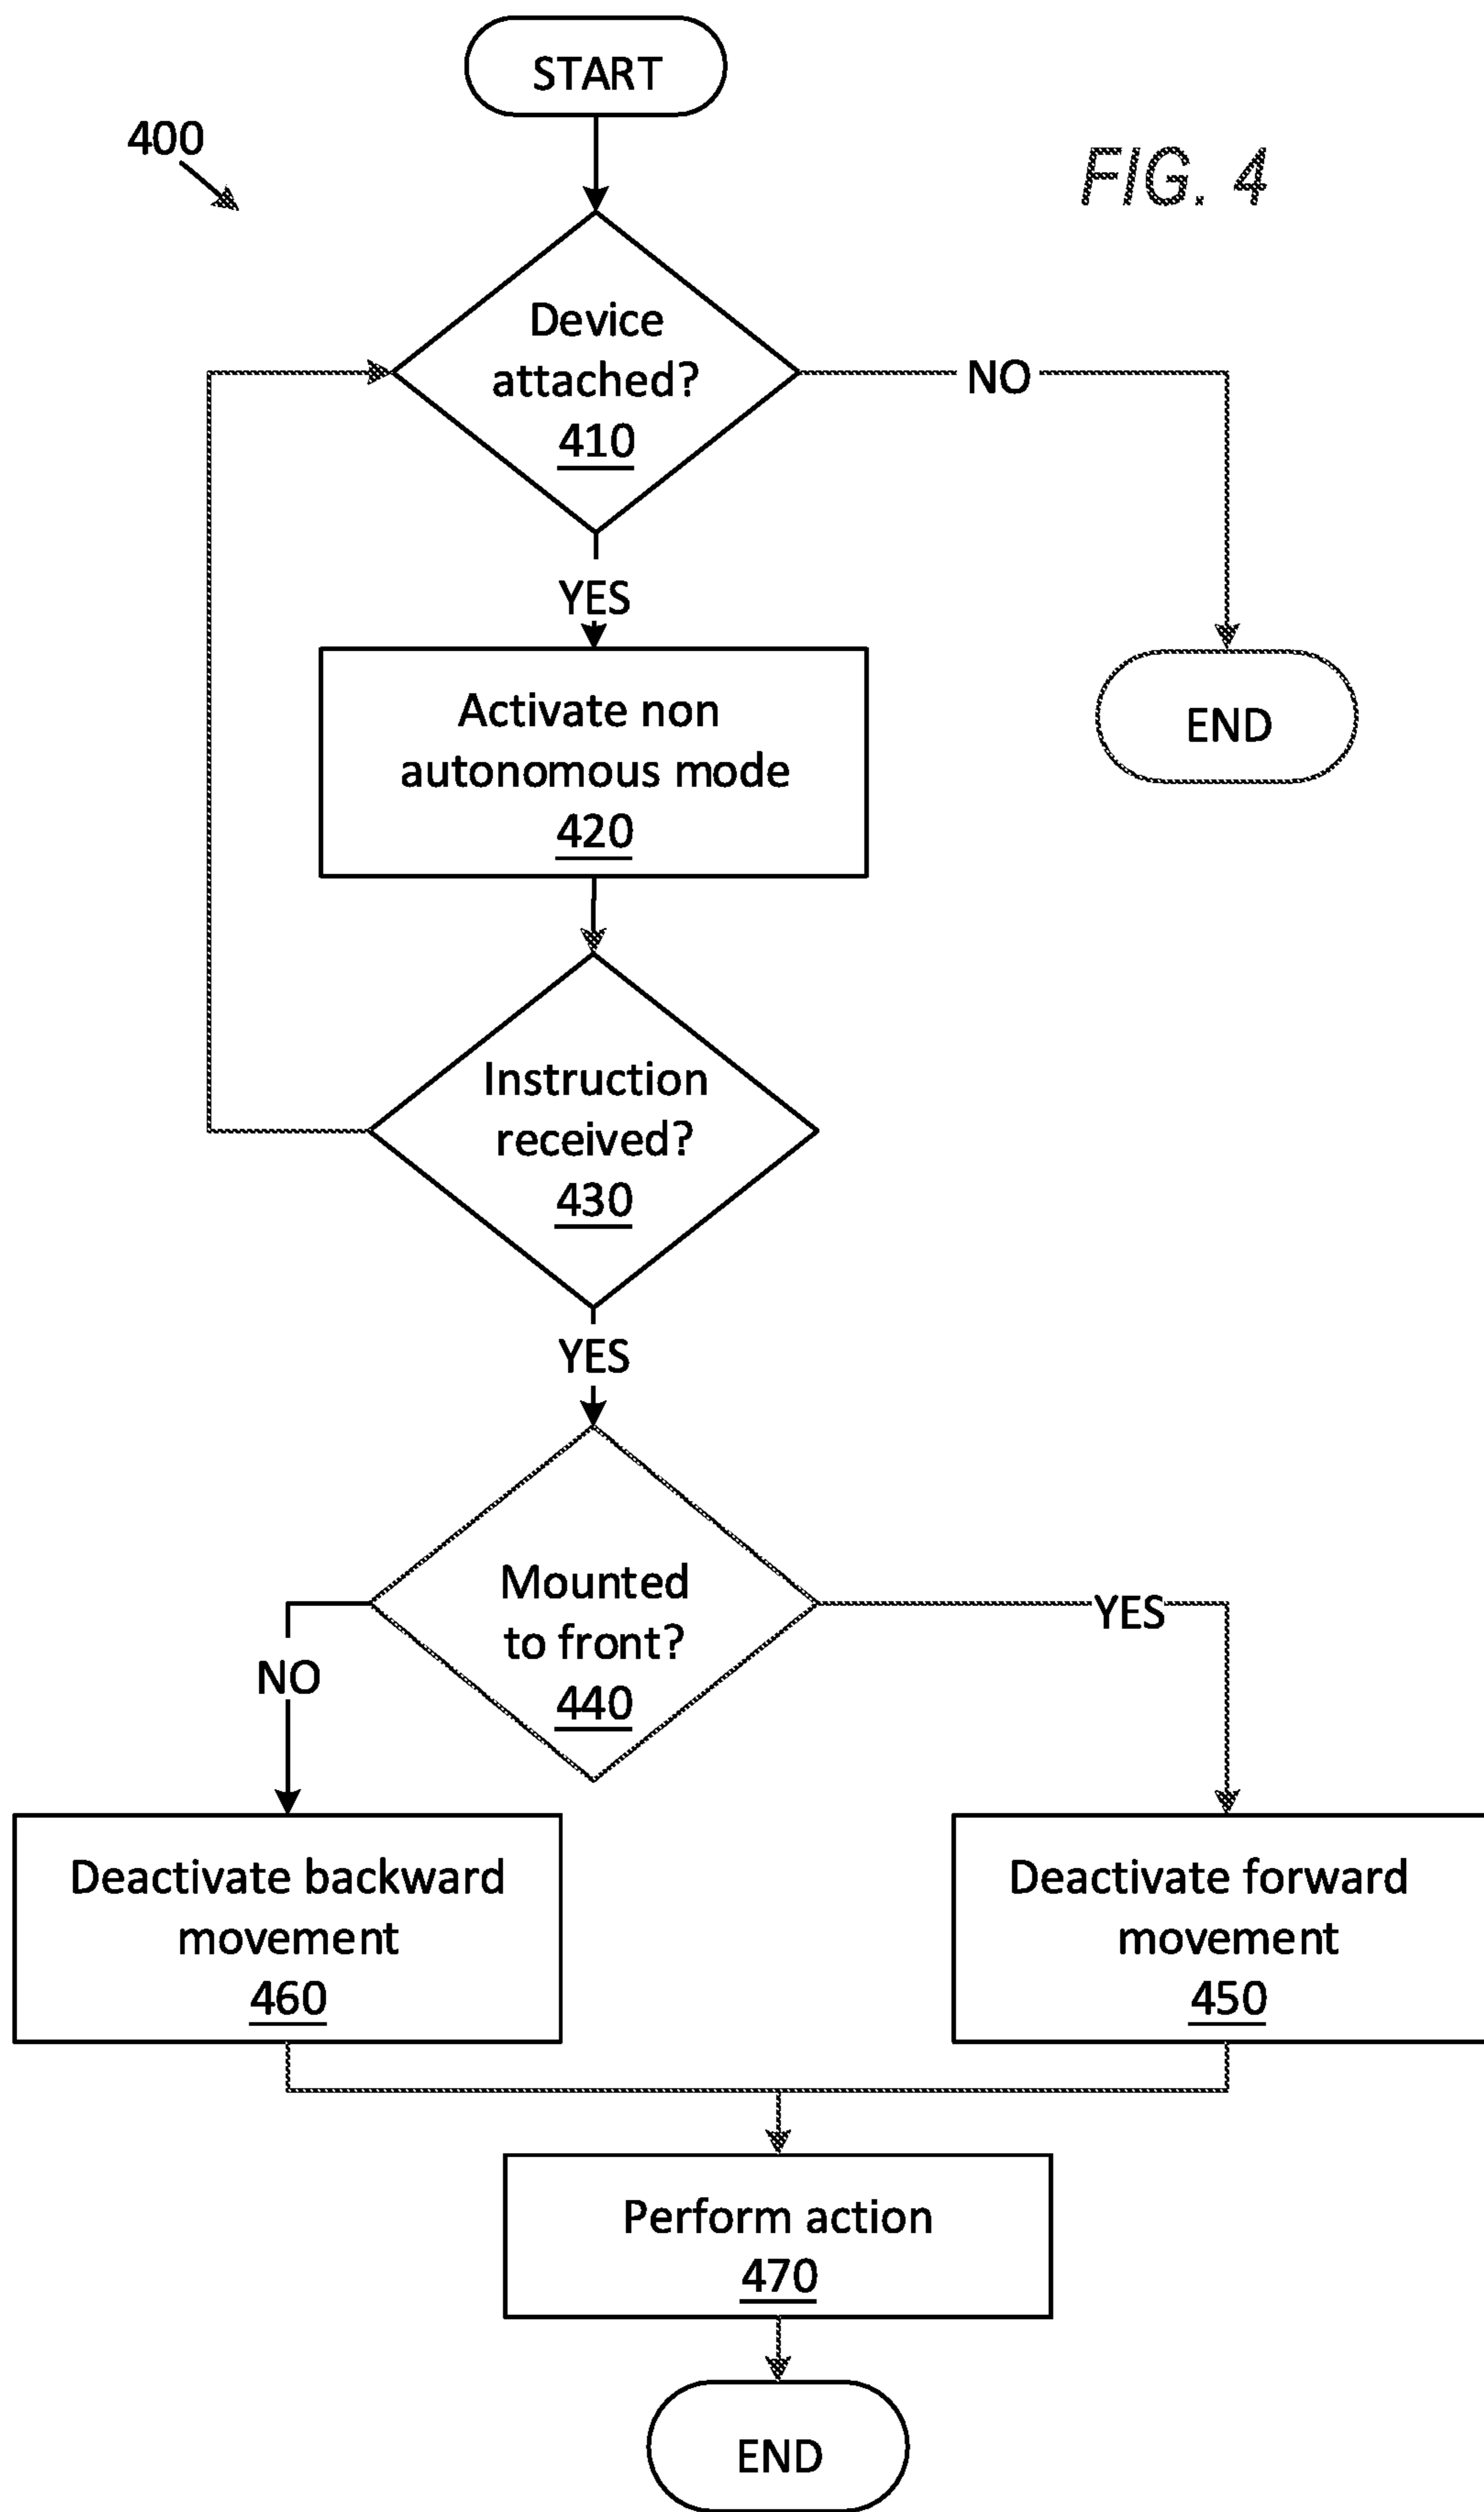 START
400
FIG. 4
Device
attached?
410
NO
YES
Activate non
autonomous mode
420
END
Instruction
received?
430
YES
Mounted
to front?
440
YES
NO
Deactivate backward
movement
460
Deactivate forward
movement
450
Perform action
470
END